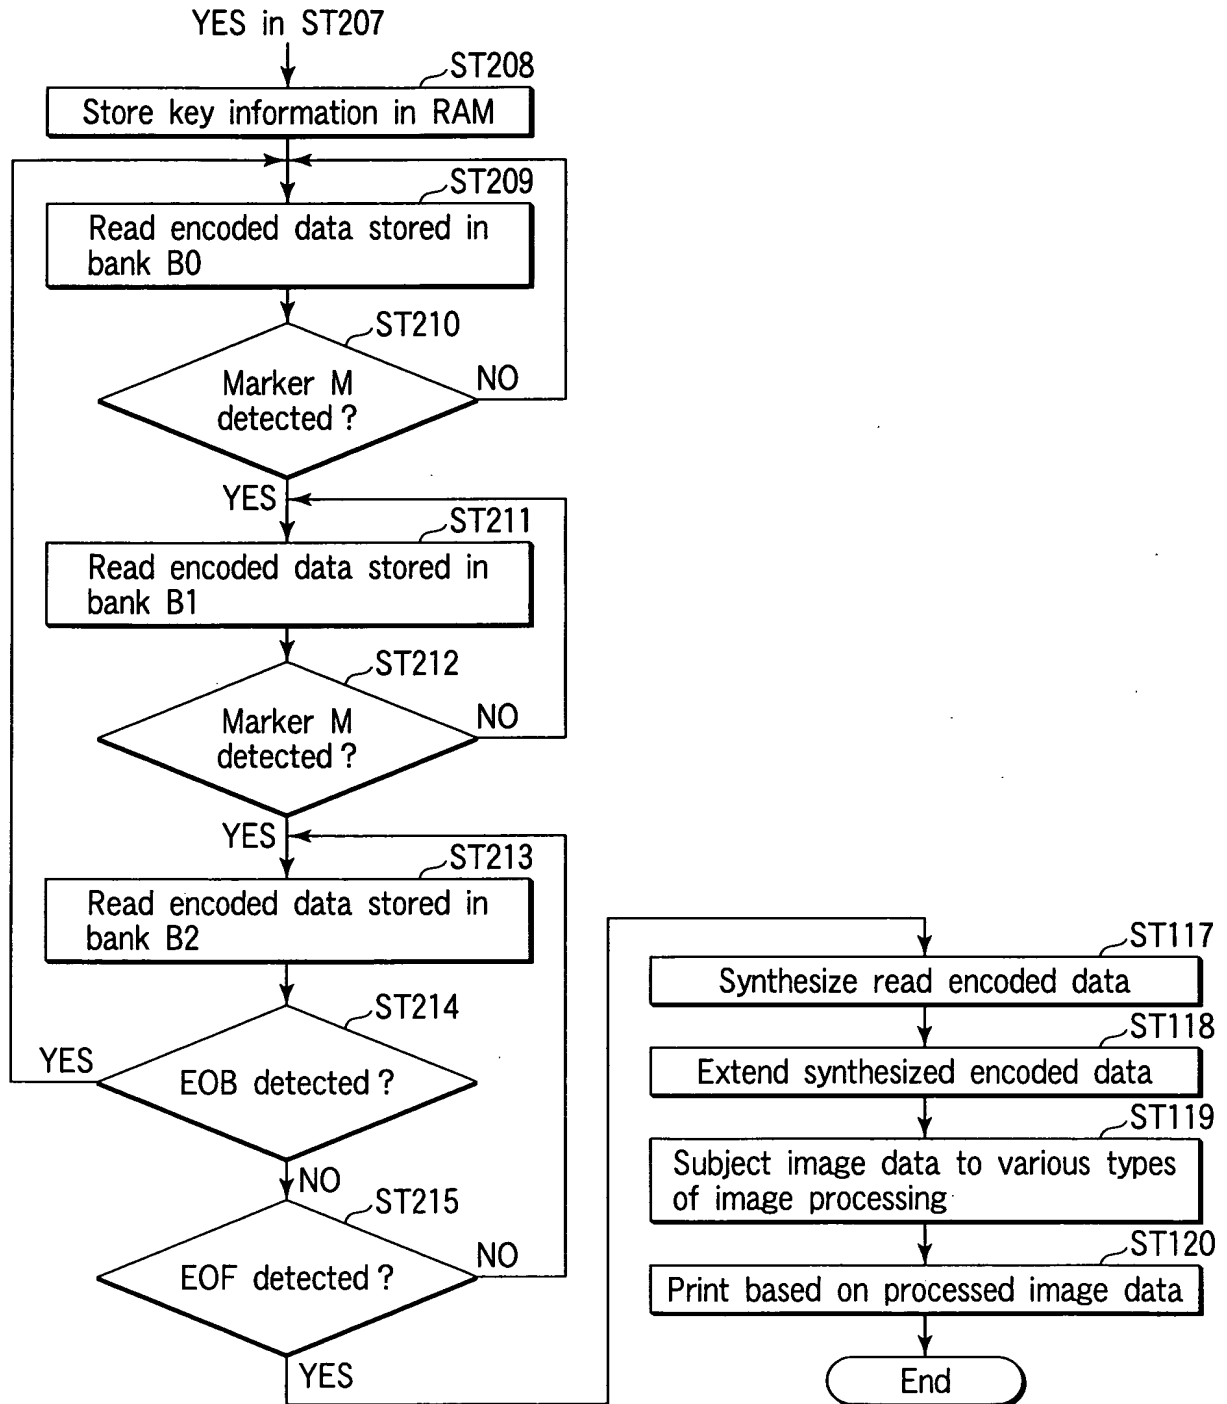 YES in ST207
ST208
Store key information in RAM
ST209
Read encoded data stored in
bank B0
ST210
Marker M
detected ?
NO
YES
ST211
Read encoded data stored in
bank B1
ST212
Marker M
detected ?
NO
YES
ST213
Read encoded data stored in
bank B2
ST214
YES
EOB detected ?
NO
ST215
EOF detected ?
NO
YES
ST117
Synthesize read encoded data
ST118
Extend synthesized encoded data
ST119
Subject image data to various types
of image processing
ST120
Print based on processed image data
End